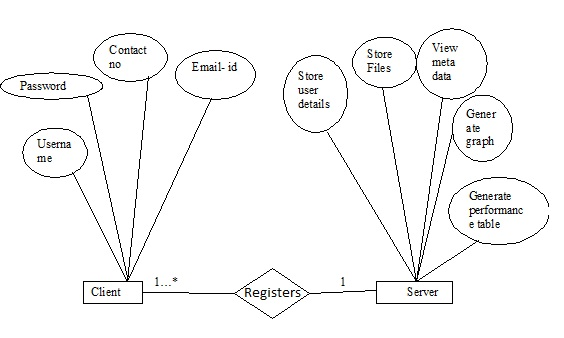 Contact
no
Email- id
Password
Userna
me
Store
user
details
Store
Files
View
meta
data
Gener
ate
graph
Generate
performanc
e table
Client
1...*
Registers
1
Server